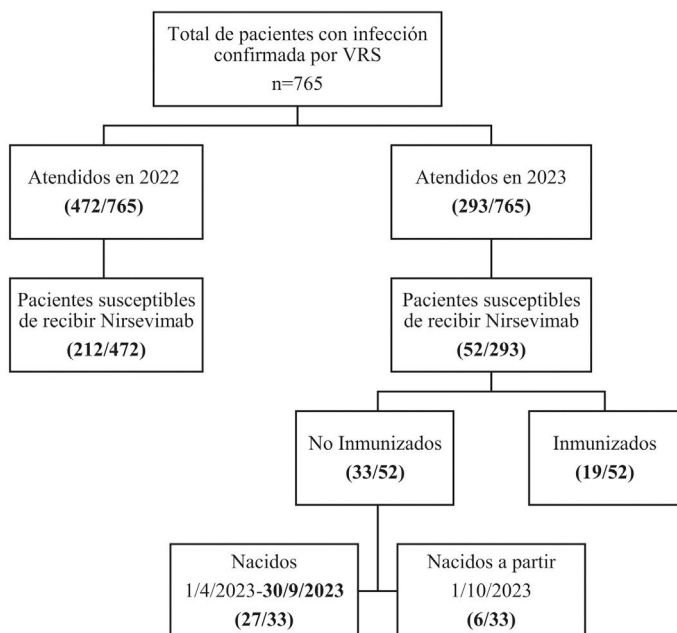 Total de pacientes con infección
confirmada por VRS
n=765
Atendidos en 2022
(472/765)
Atendidos en 2023
(293/765)
Pacientes susceptibles
de recibir Nirsevimab
(212/472)
Pacientes susceptibles
de recibir Nirsevimab
(52/293)
No Inmunizados
(33/52)
Inmunizados
(19/52)
Nacidos
1/4/2023-30/9/2023
(27/33)
Nacidos a partir
1/10/2023
(6/33)